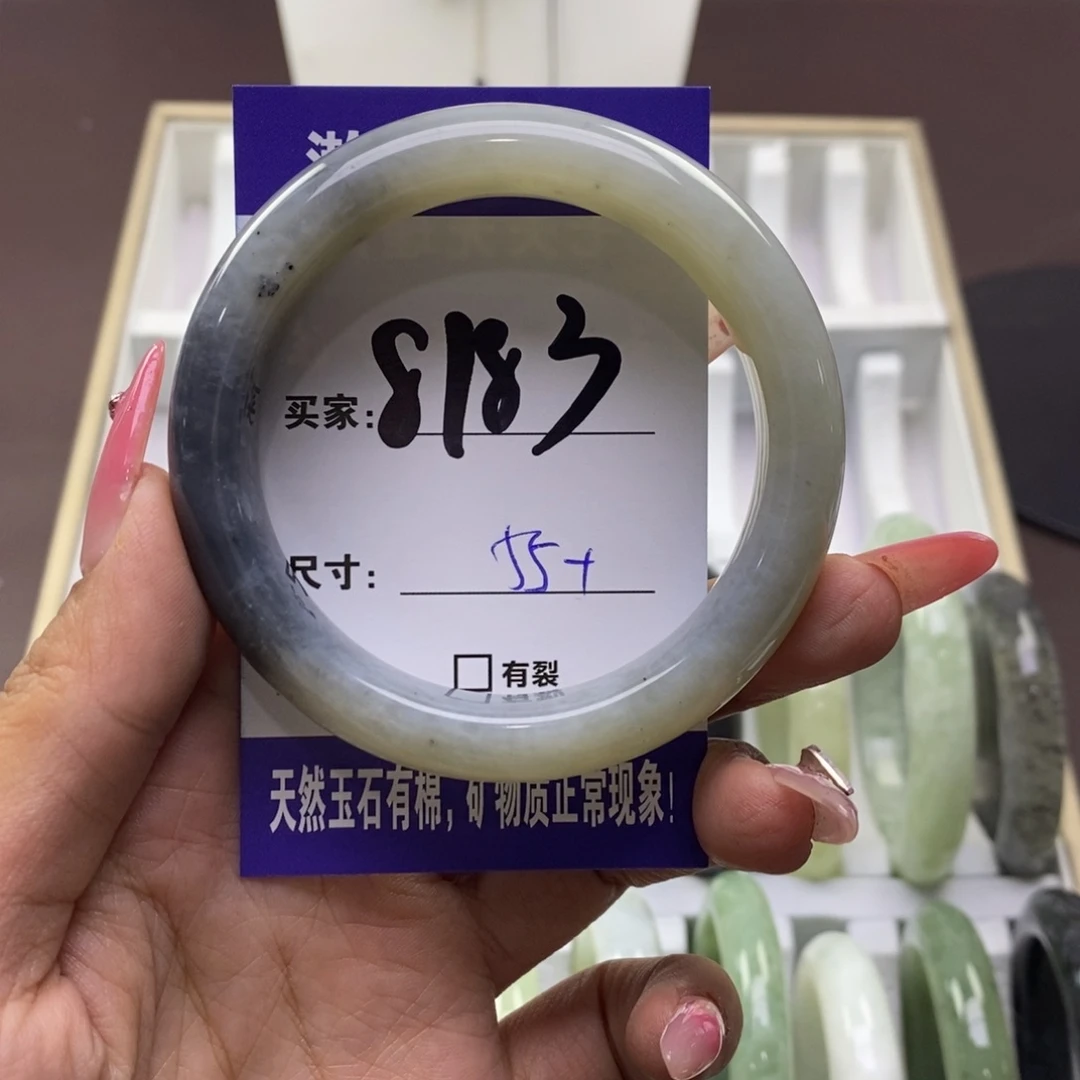 买家: 8183
尺寸: 55+
□ 有裂
天然玉石有棉, 矿物质正常现象!